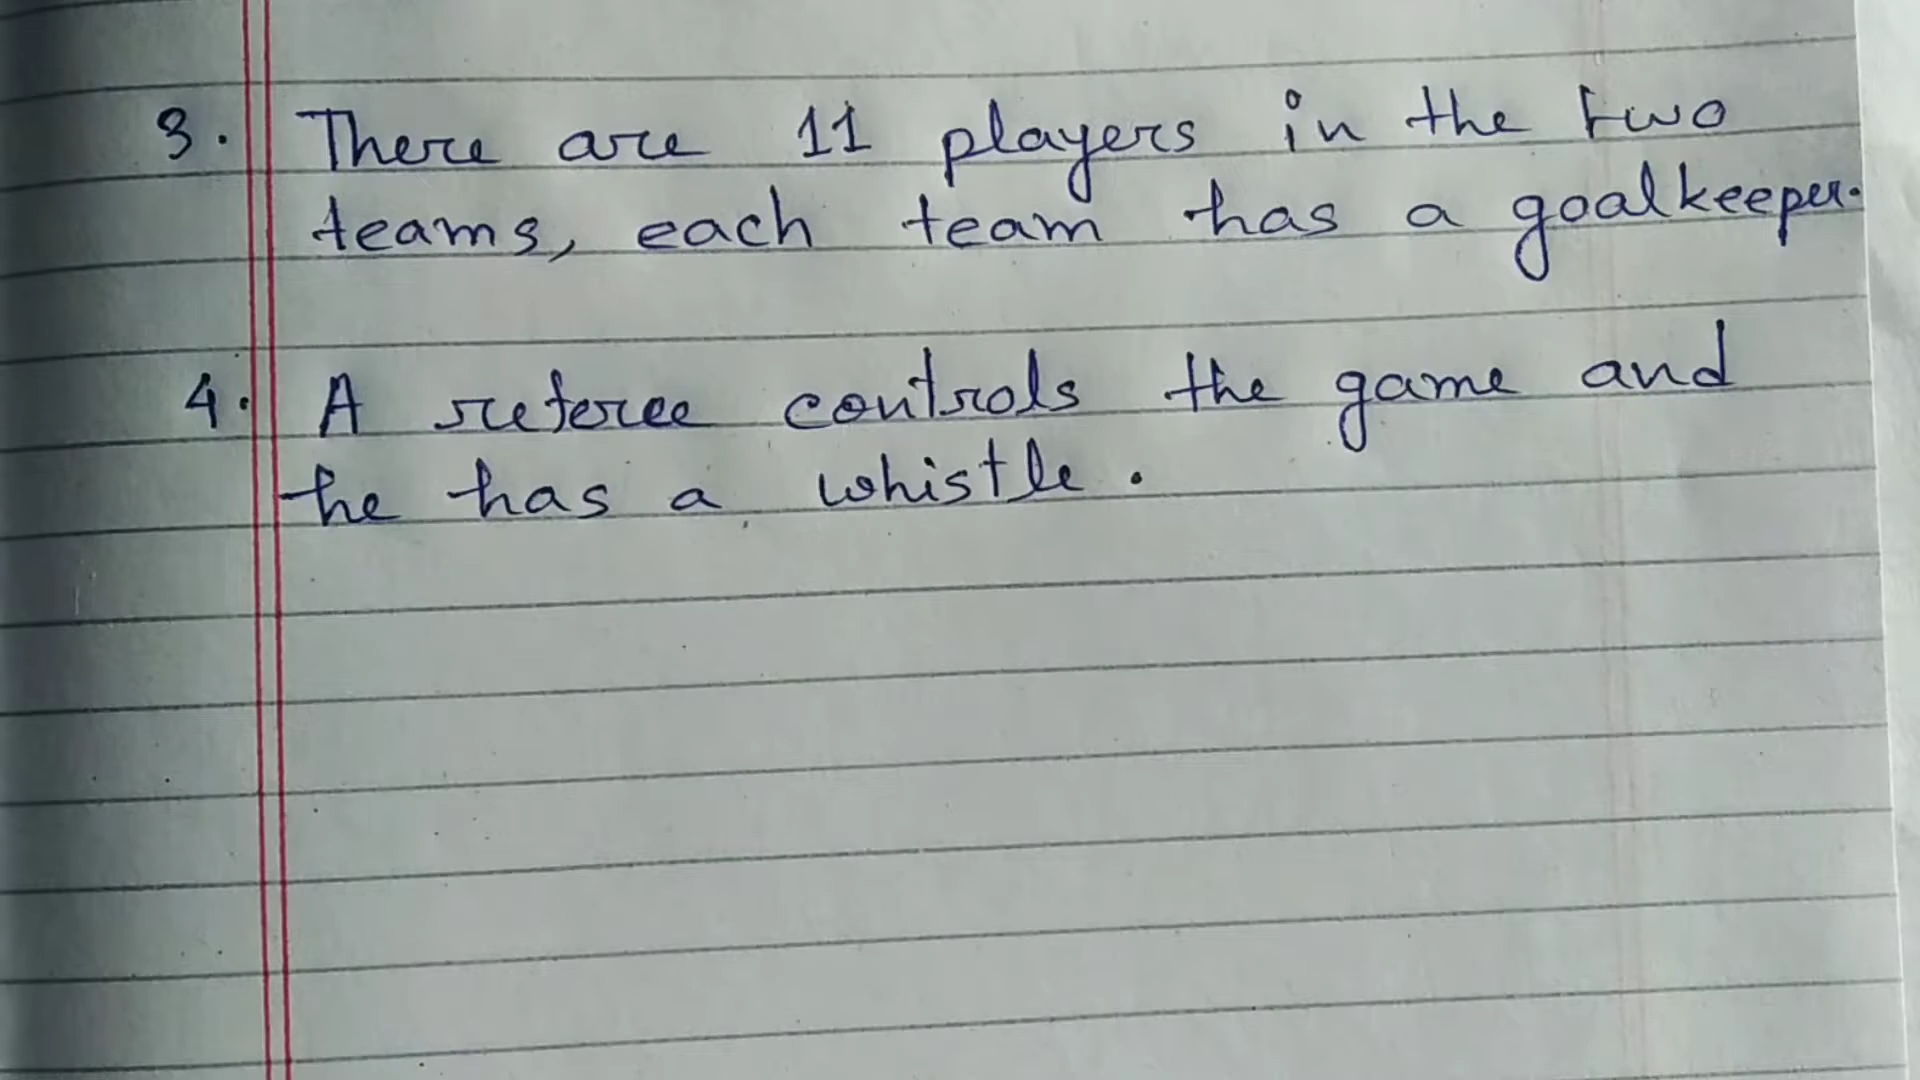 3. There are 11 players in the two
teams, each team has a goalkeeper.
4. A referee controls the game and
he has a whistle.